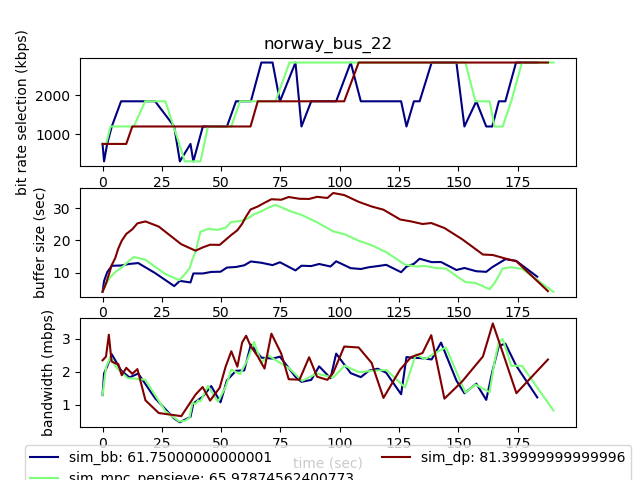 norway_bus_22
bit rate selection (kbps)
2000
1000
0 25 50 75 100 125 150 175
buffer size (sec)
30
20
10
0 25 50 75 100 125 150 175
bandwidth (mbps)
3
2
1
0 25 50 75 100 125 150 175
time (sec)
sim_bb: 61.75000000000001
sim_dp: 81.39999999999996
sim_mpc_pensieve: 65.97874562400773